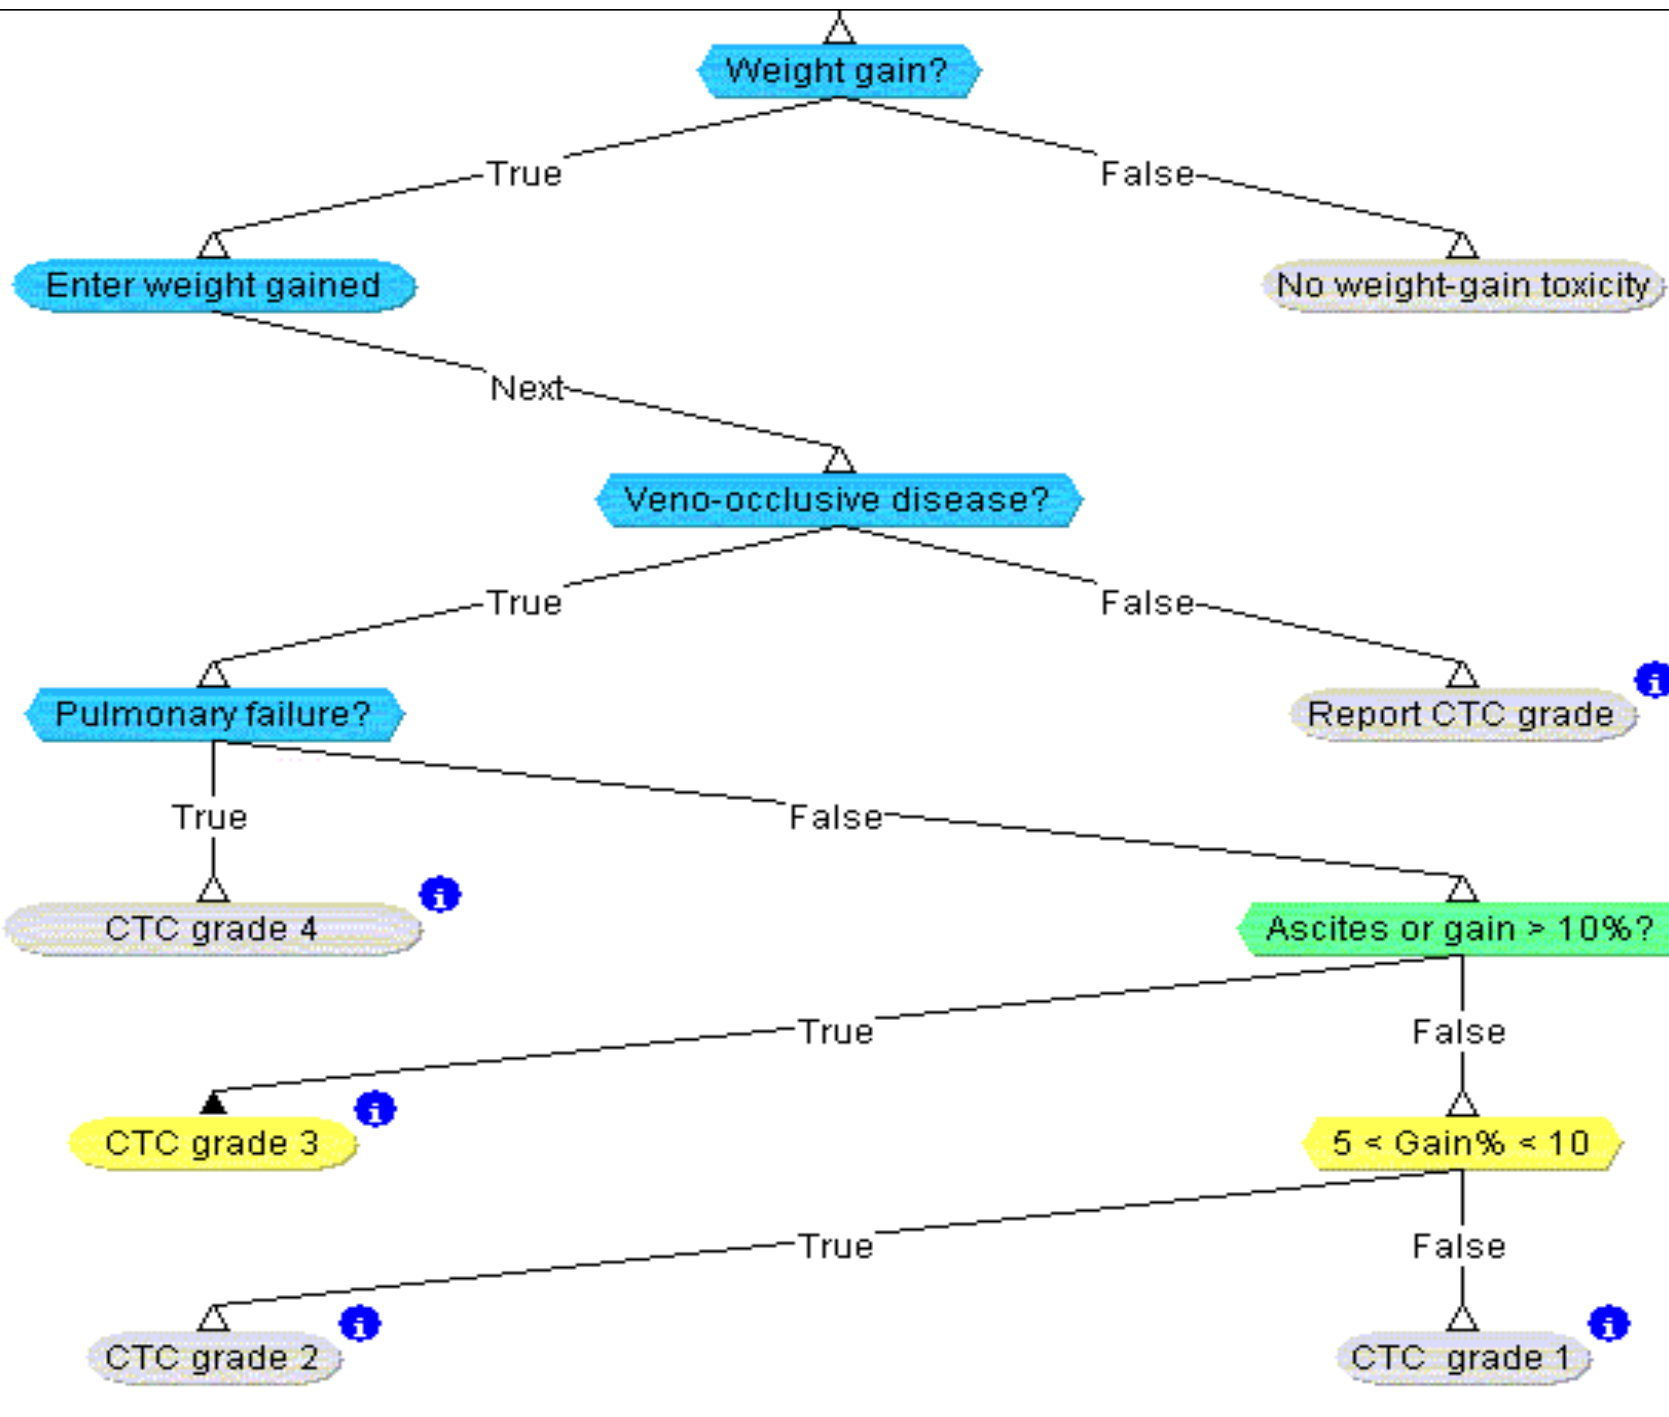 Weight gain?
True
False
Enter weight gained
No weight-gain toxicity
Next
Veno-occlusive disease?
True
False
i
Pulmonary failure?
Report CTC grade
True
False
i
CTC grade 4
Ascites or gain > 10%?
True
False
i
CTC grade 3
5 < Gain% < 10
True
False
i
i
CTC grade 2
CTC grade 1